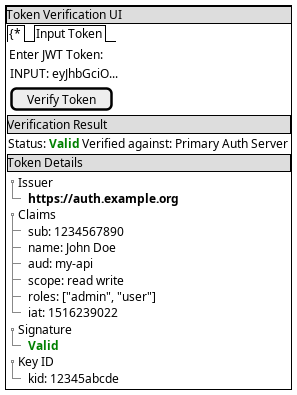 Token Verification UI
{* Input Token
Enter JWT Token:
INPUT: eyJhbGciO...
Verify Token
Verification Result
Status: Valid Verified against: Primary Auth Server
Token Details
Issuer
https://auth.example.org
Claims
sub: 1234567890
name: John Doe
aud: my-api
scope: read write
roles: ["admin", "user"]
iat: 1516239022
Signature
Valid
Key ID
kid: 12345abcde